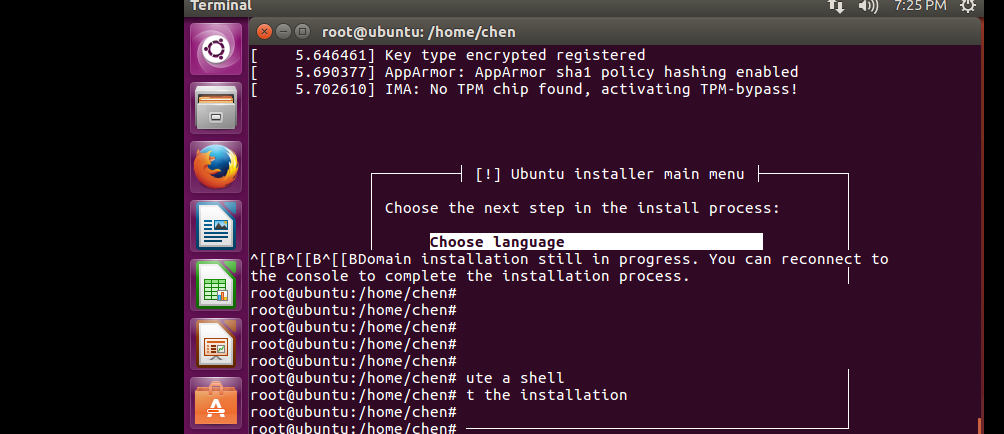 Terminal
7:25 PM
root@ubuntu: /home/chen
[    5.646461] Key type encrypted registered
[    5.690377] AppArmor: AppArmor sha1 policy hashing enabled
[    5.702610] IMA: No TPM chip found, activating TPM-bypass!
[!] Ubuntu installer main menu
Choose the next step in the install process:
Choose language
^[[B^[[B^[[BDomain installation still in progress. You can reconnect to
the console to complete the installation process.
root@ubuntu:/home/chen#
root@ubuntu:/home/chen#
root@ubuntu:/home/chen#
root@ubuntu:/home/chen#
root@ubuntu:/home/chen#
root@ubuntu:/home/chen# ute a shell
root@ubuntu:/home/chen# t the installation
root@ubuntu:/home/chen#
root@ubuntu:/home/chen#